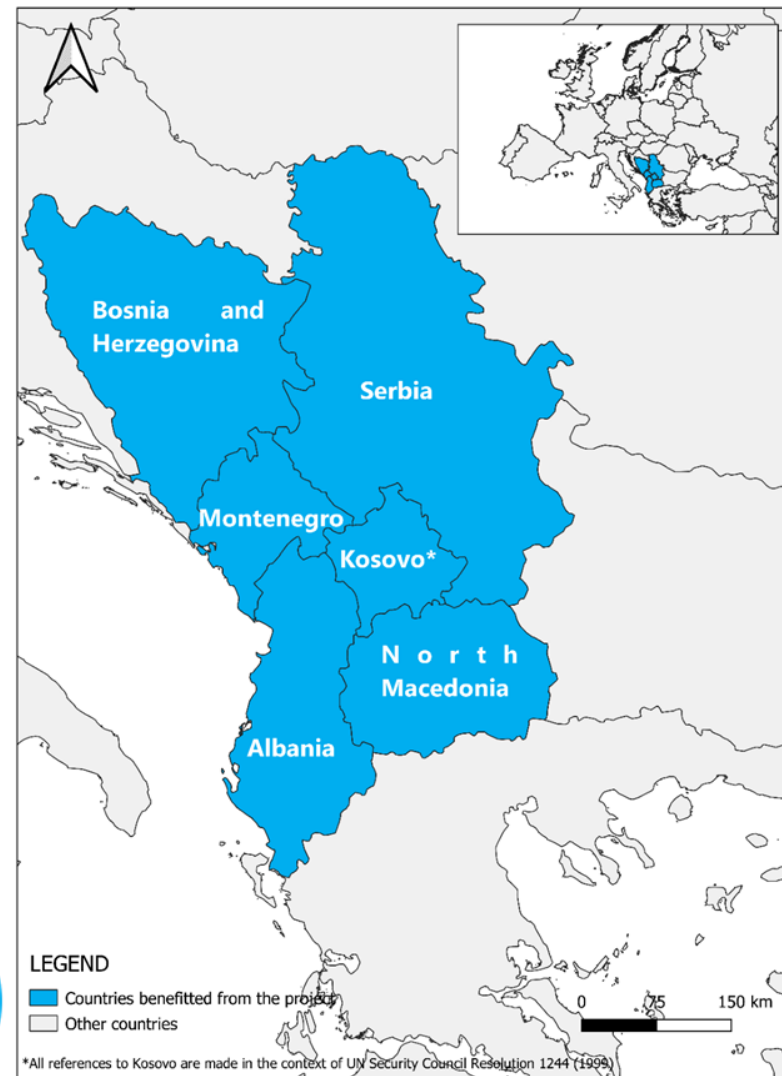 Bosnia and
Herzegovina
Serbia
Montenegro
Kosovo*
North
Macedonia
Albania
LEGEND
Countries benefitted from the project
Other countries
0 75 150 km
*All references to Kosovo are made in the context of UN Security Council Resolution 1244 (1999)